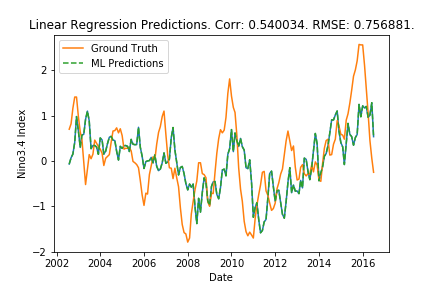 Linear Regression Predictions. Corr: 0.540034. RMSE: 0.756881.
Ground Truth
ML Predictions
Nino3.4 Index
2
1
0
−1
−2
2002 2004 2006 2008 2010 2012 2014 2016
Date